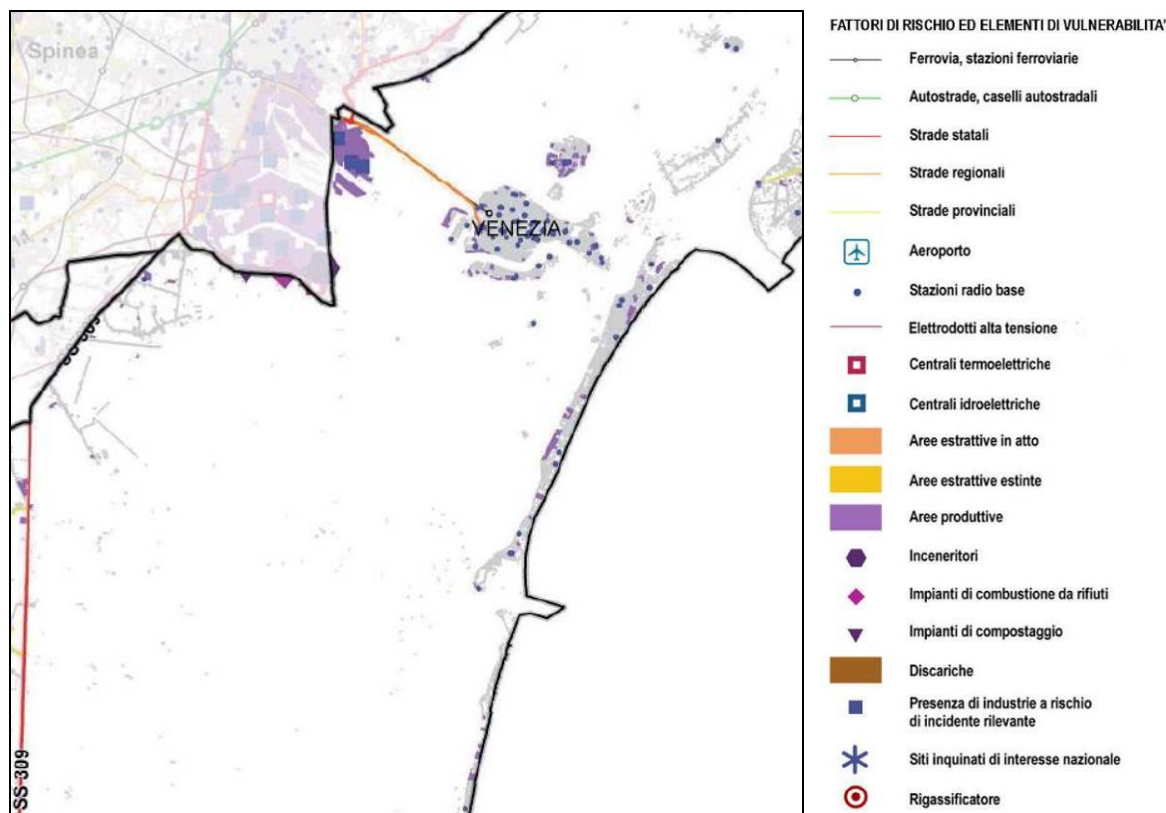 Spinea
VENEZIA
SS-309
FATTORI DI RISCHIO ED ELEMENTI DI VULNERABILITA'
Ferrovia, stazioni ferroviarie
Autostrade, caselli autostradali
Strade statali
Strade regionali
Strade provinciali
Aeroporto
Stazioni radio base
Elettrodotti alta tensione
Centrali termoelettriche
Centrali idroelettriche
Aree estrattive in atto
Aree estrattive estinte
Aree produttive
Inceneritori
Impianti di combustione da rifiuti
Impianti di compostaggio
Discariche
Presenza di industrie a rischio
di incidente rilevante
Siti inquinati di interesse nazionale
Rigassificatore